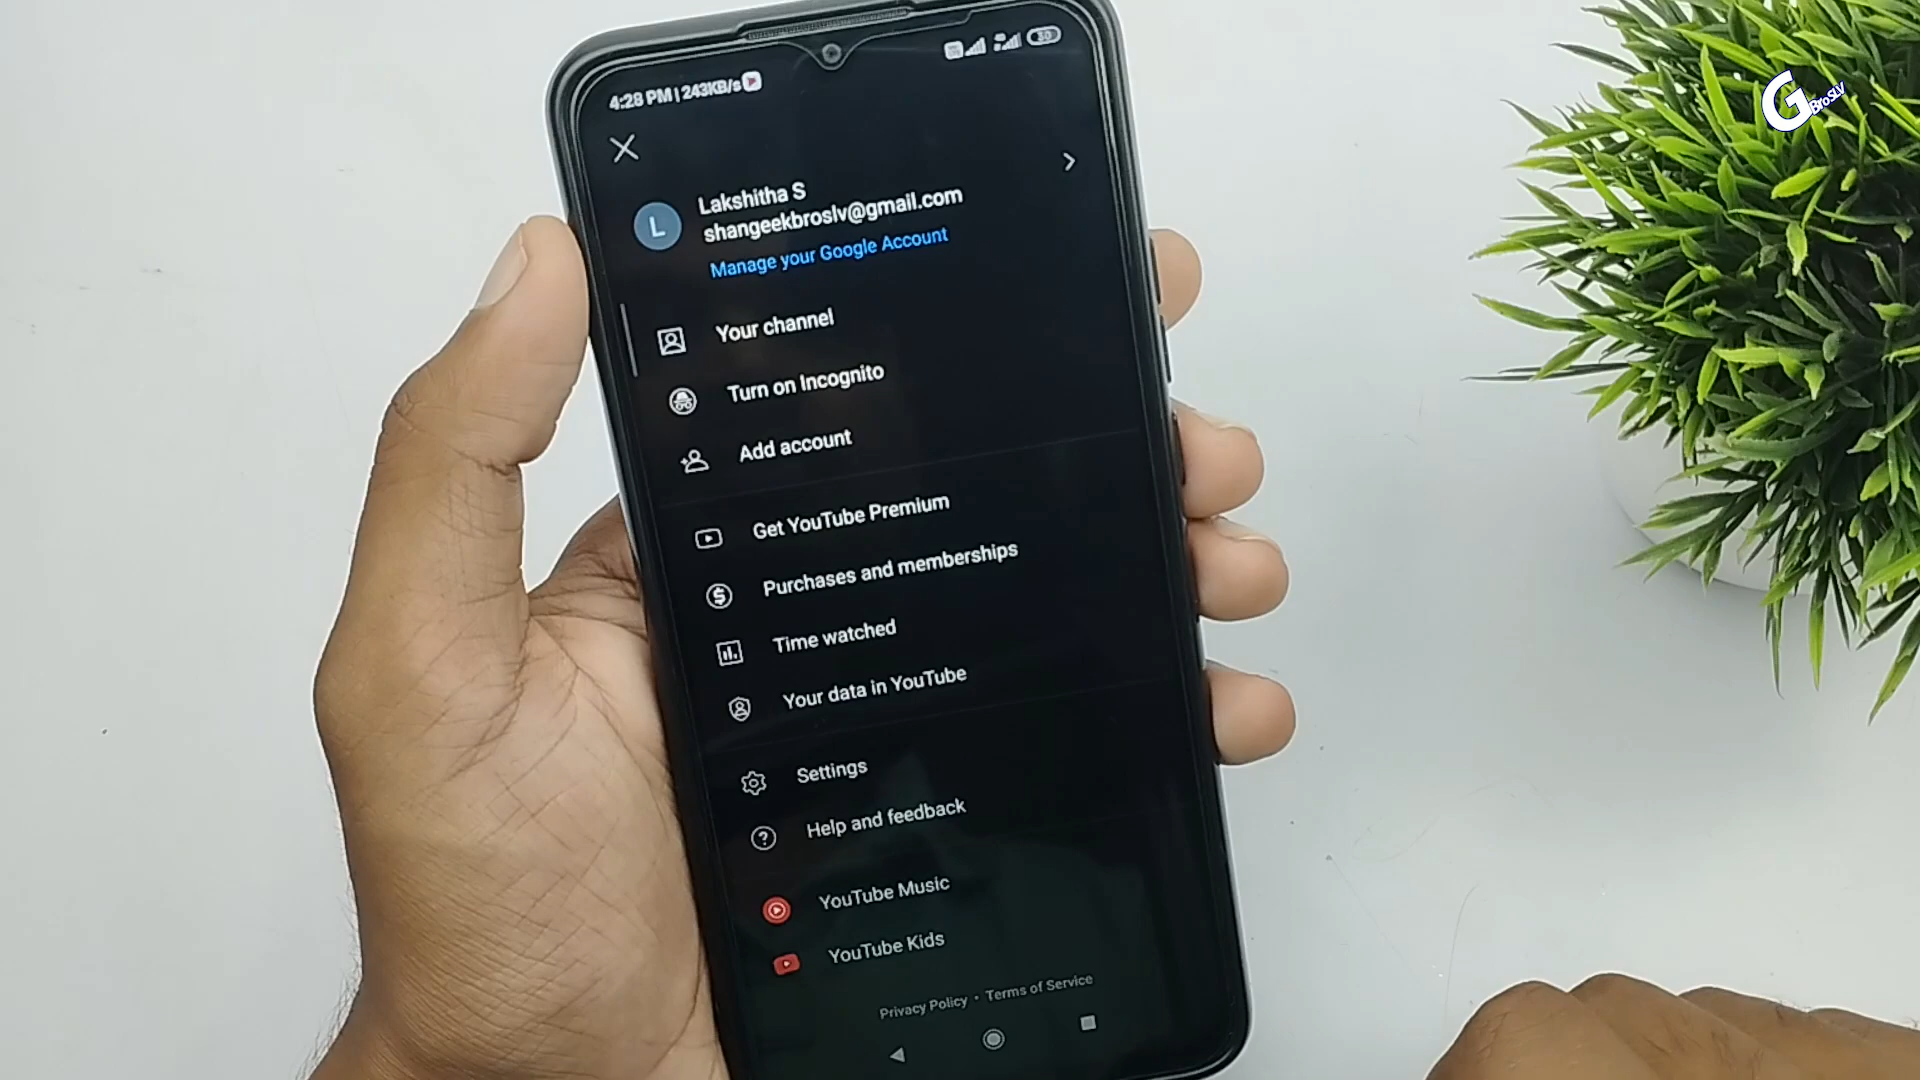 G BroSLV
4:28 PM | 243KB/s
30
Lakshitha S
shangeekbroslv@gmail.com
L
Manage your Google Account
Your channel
Turn on Incognito
Add account
Get YouTube Premium
Purchases and memberships
Time watched
Your data in YouTube
Settings
Help and feedback
YouTube Music
YouTube Kids
Privacy Policy • Terms of Service